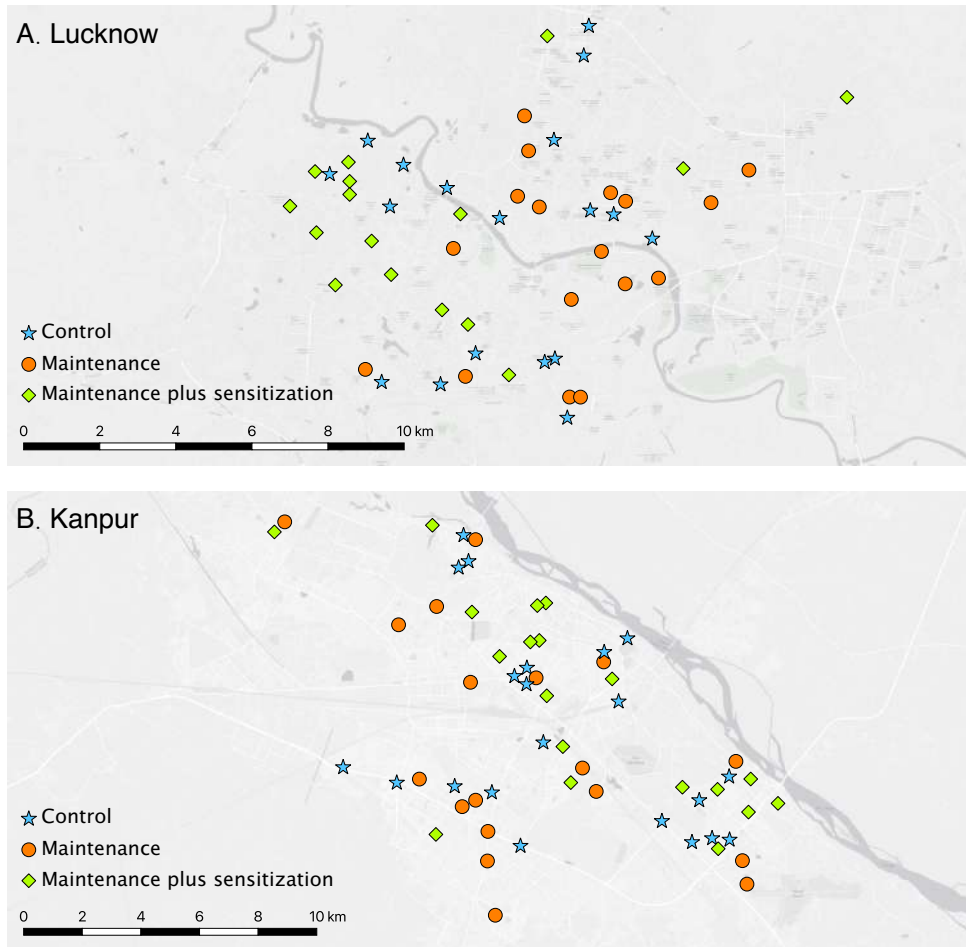 A. Lucknow
Control
Maintenance
Maintenance plus sensitization
0 2 4 6 8 10 km
B. Kanpur
Control
Maintenance
Maintenance plus sensitization
0 2 4 6 8 10 km